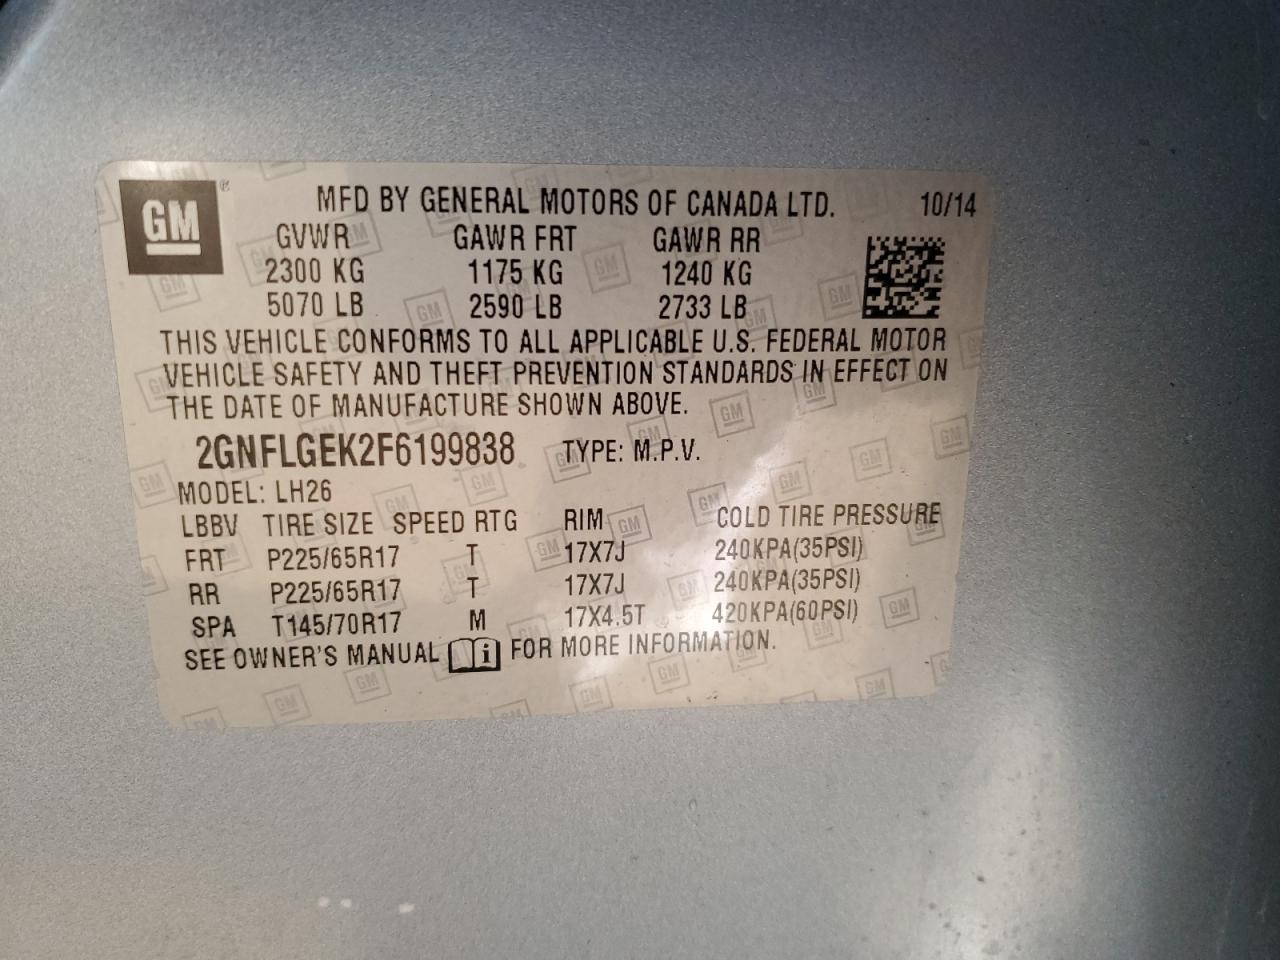 GM® MFD BY GENERAL MOTORS OF CANADA LTD. 10/14
GVWR GAWR FRT GAWR RR
2300 KG 1175 KG 1240 KG
5070 LB 2590 LB 2733 LB
THIS VEHICLE CONFORMS TO ALL APPLICABLE U.S. FEDERAL MOTOR
VEHICLE SAFETY AND THEFT PREVENTION STANDARDS IN EFFECT ON
THE DATE OF MANUFACTURE SHOWN ABOVE.
2GNFLGEK2F6199838 TYPE: M.P.V.
MODEL: LH26
LBBV TIRE SIZE SPEED RTG RIM COLD TIRE PRESSURE
FRT P225/65R17 T 17X7J 240KPA(35PSI)
RR P225/65R17 T 17X7J 240KPA(35PSI)
SPA T145/70R17 M 17X4.5T 420KPA(60PSI)
SEE OWNER'S MANUAL i FOR MORE INFORMATION.